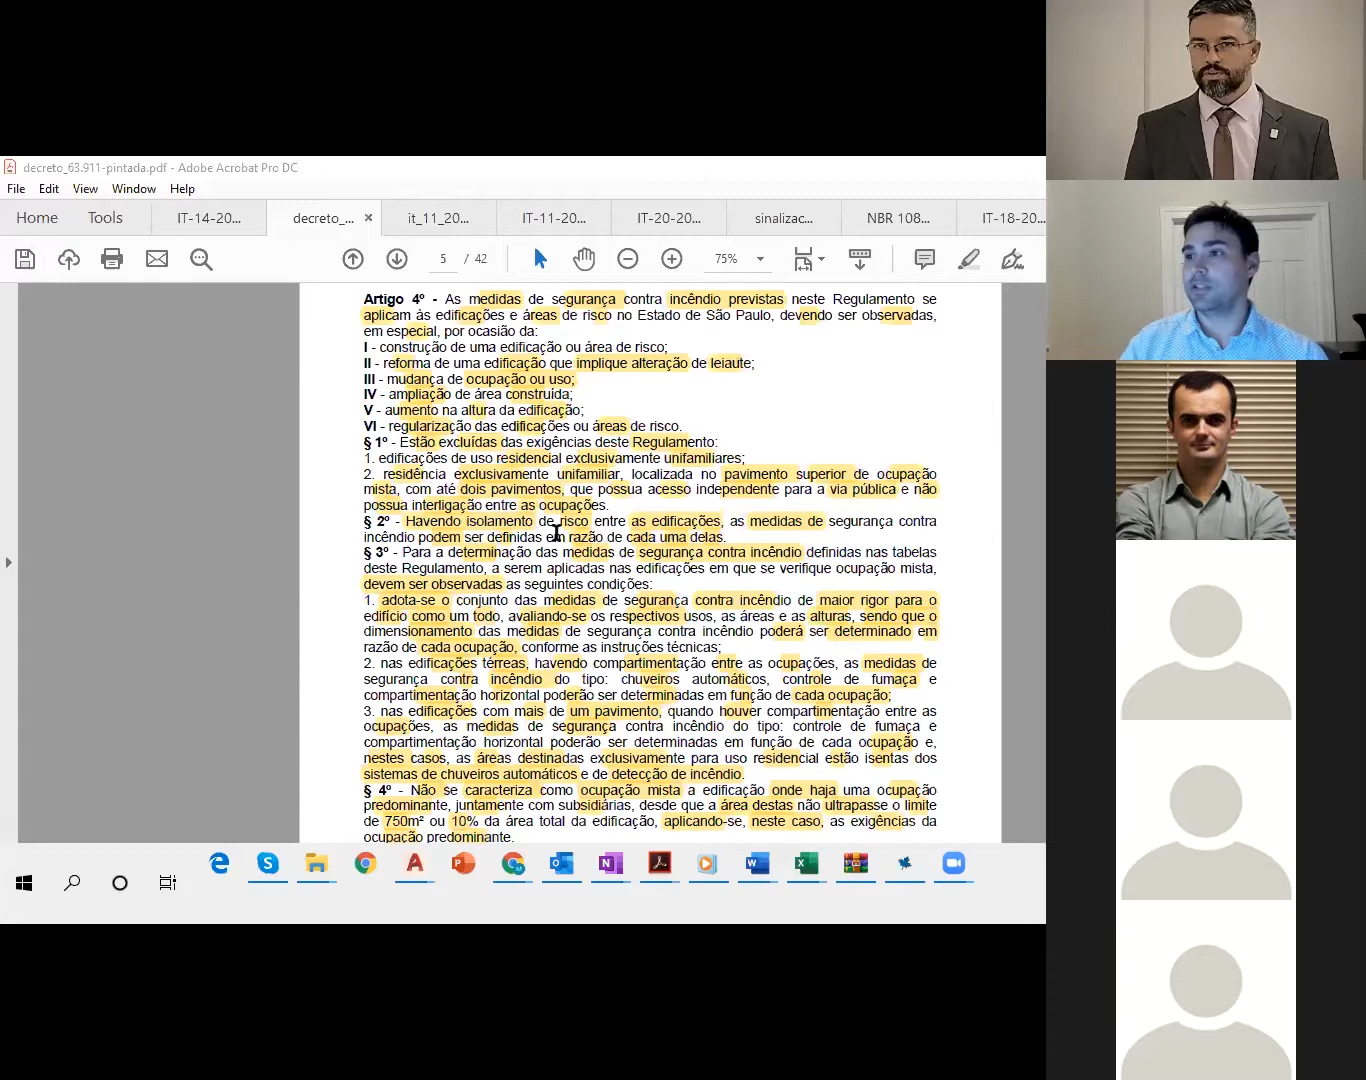 decreto_63.911-pintada.pdf - Adobe Acrobat Pro DC
File Edit View Window Help
Home Tools IT-14-20... decreto_... × it_11_20... IT-11-20... IT-20-20... sinalizac... NBR 108... IT-18-20...
5 / 42 75%
Artigo 4º - As medidas de segurança contra incêndio previstas neste Regulamento se
aplicam às edificações e áreas de risco no Estado de São Paulo, devendo ser observadas,
em especial, por ocasião da:
I - construção de uma edificação ou área de risco;
II - reforma de uma edificação que implique alteração de leiaute;
III - mudança de ocupação ou uso;
IV - ampliação de área construída;
V - aumento na altura da edificação;
VI - regularização das edificações ou áreas de risco.
§ 1º - Estão excluídas das exigências deste Regulamento:
1. edificações de uso residencial exclusivamente unifamiliares;
2. residência exclusivamente unifamiliar, localizada no pavimento superior de ocupação
mista, com até dois pavimentos, que possua acesso independente para a via pública e não
possua interligação entre as ocupações.
§ 2º - Havendo isolamento de risco entre as edificações, as medidas de segurança contra
incêndio podem ser definidas em razão de cada uma delas.
§ 3º - Para a determinação das medidas de segurança contra incêndio definidas nas tabelas
deste Regulamento, a serem aplicadas nas edificações em que se verifique ocupação mista,
devem ser observadas as seguintes condições:
1. adota-se o conjunto das medidas de segurança contra incêndio de maior rigor para o
edifício como um todo, avaliando-se os respectivos usos, as áreas e as alturas, sendo que o
dimensionamento das medidas de segurança contra incêndio poderá ser determinado em
razão de cada ocupação, conforme as instruções técnicas;
2. nas edificações térreas, havendo compartimentação entre as ocupações, as medidas de
segurança contra incêndio do tipo: chuveiros automáticos, controle de fumaça e
compartimentação horizontal poderão ser determinadas em função de cada ocupação;
3. nas edificações com mais de um pavimento, quando houver compartimentação entre as
ocupações, as medidas de segurança contra incêndio do tipo: controle de fumaça e
compartimentação horizontal poderão ser determinadas em função de cada ocupação e,
nestes casos, as áreas destinadas exclusivamente para uso residencial estão isentas dos
sistemas de chuveiros automáticos e de detecção de incêndio.
§ 4º - Não se caracteriza como ocupação mista a edificação onde haja uma ocupação
predominante, juntamente com subsidiárias, desde que a área destas não ultrapasse o limite
de 750m² ou 10% da área total da edificação, aplicando-se, neste caso, as exigências da
ocupação predominante.